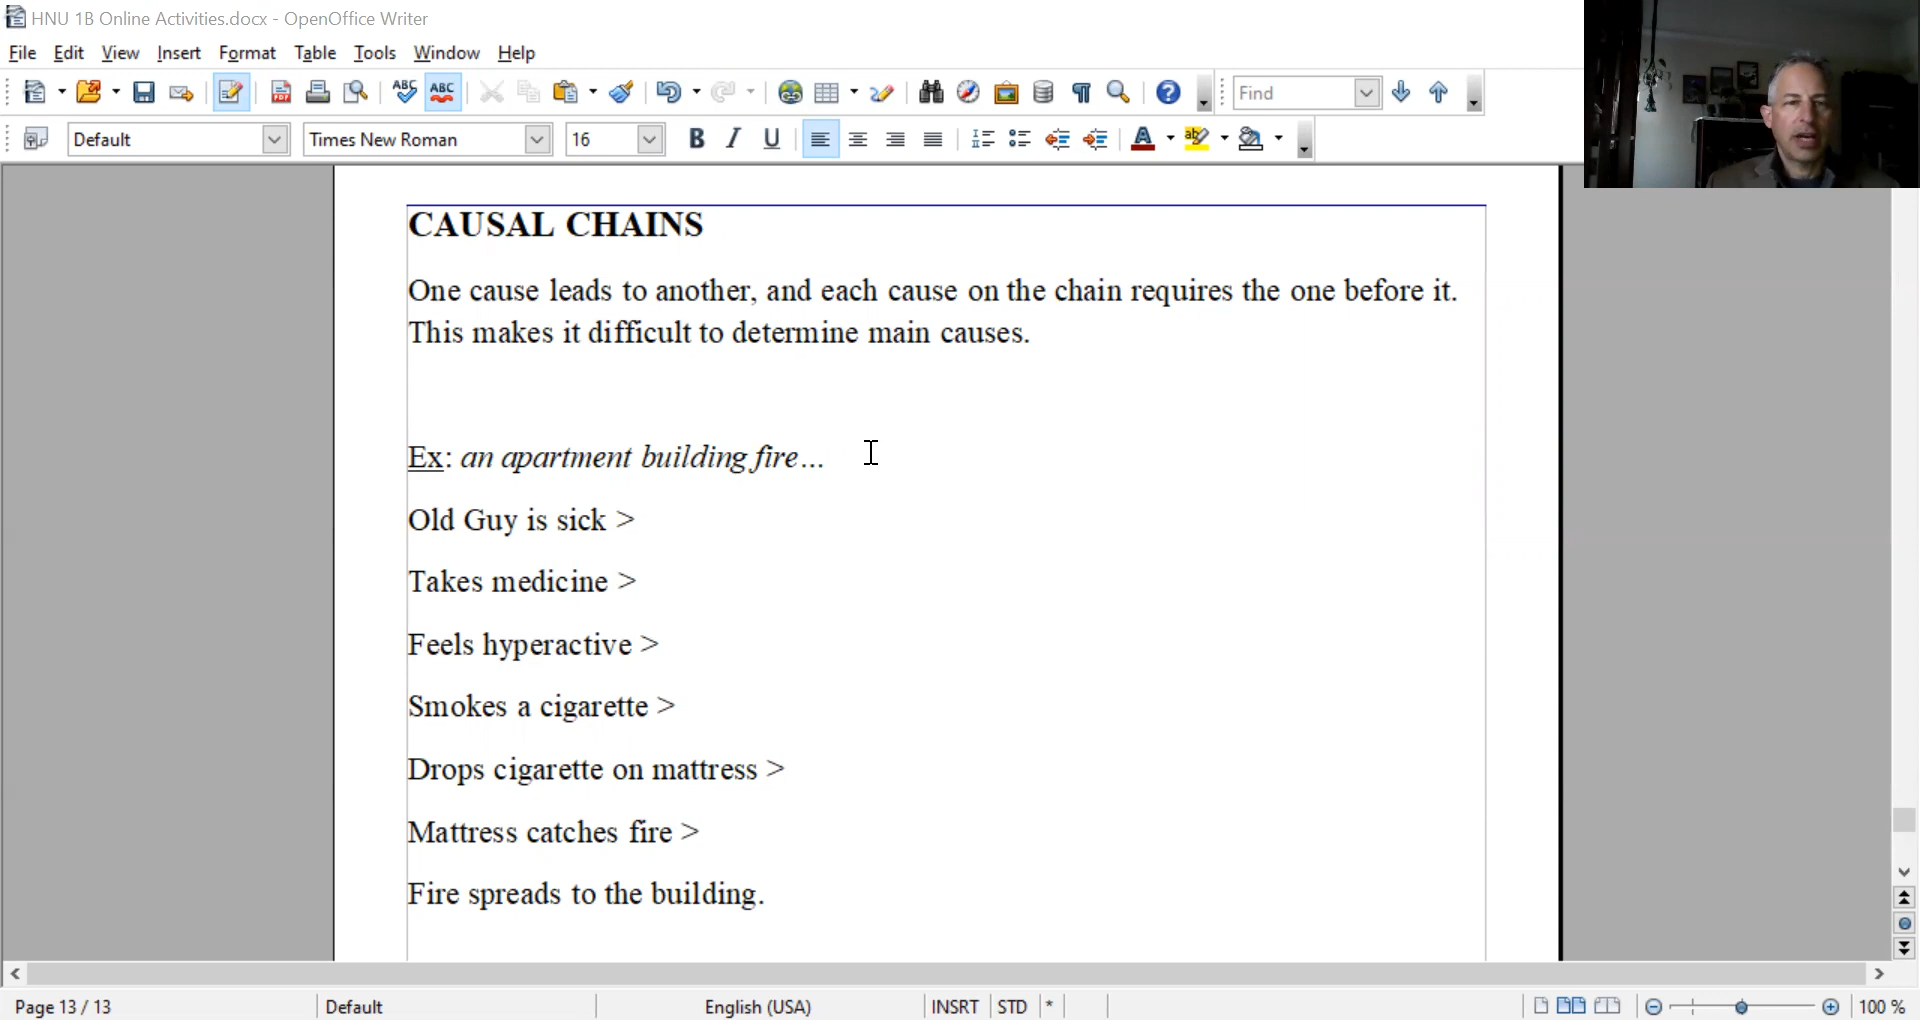 HNU 1B Online Activities.docx - OpenOffice Writer
File Edit View Insert Format Table Tools Window Help
ABC ABC Find
Default Times New Roman 16 B I U A ab
CAUSAL CHAINS
One cause leads to another, and each cause on the chain requires the one before it.
This makes it difficult to determine main causes.
Ex: an apartment building fire…
Old Guy is sick >
Takes medicine >
Feels hyperactive >
Smokes a cigarette >
Drops cigarette on mattress >
Mattress catches fire >
Fire spreads to the building.
Page 13 / 13 Default English (USA) INSRT STD * 100 %